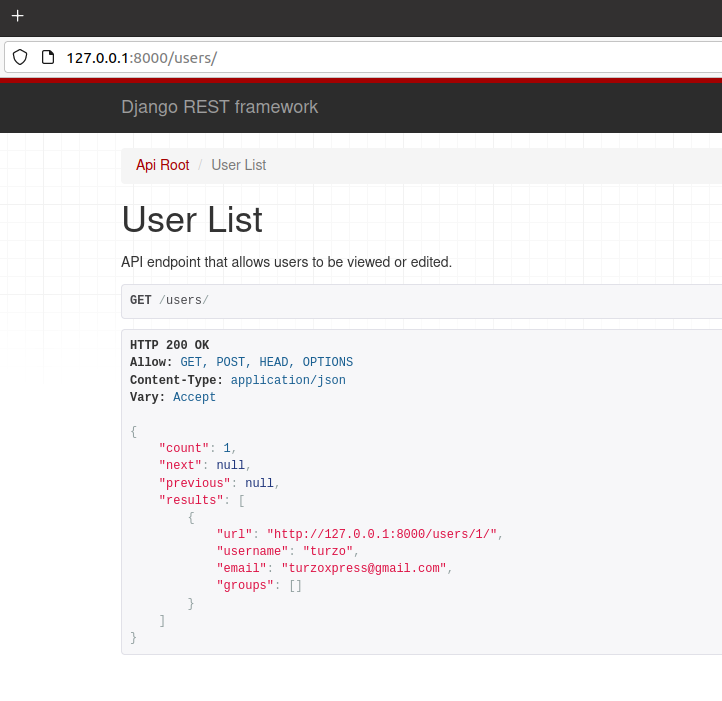 127.0.0.1:8000/users/
Django REST framework
Api Root / User List
User List
API endpoint that allows users to be viewed or edited.
GET /users/
HTTP 200 OK
Allow: GET, POST, HEAD, OPTIONS
Content-Type: application/json
Vary: Accept
{
    "count": 1,
    "next": null,
    "previous": null,
    "results": [
        {
            "url": "http://127.0.0.1:8000/users/1/",
            "username": "turzo",
            "email": "turzoxpress@gmail.com",
            "groups": []
        }
    ]
}